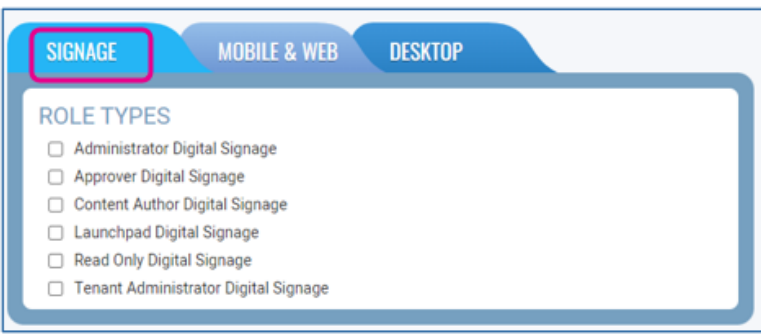 SIGNAGE MOBILE & WEB DESKTOP
ROLE TYPES
Administrator Digital Signage
Approver Digital Signage
Content Author Digital Signage
Launchpad Digital Signage
Read Only Digital Signage
Tenant Administrator Digital Signage